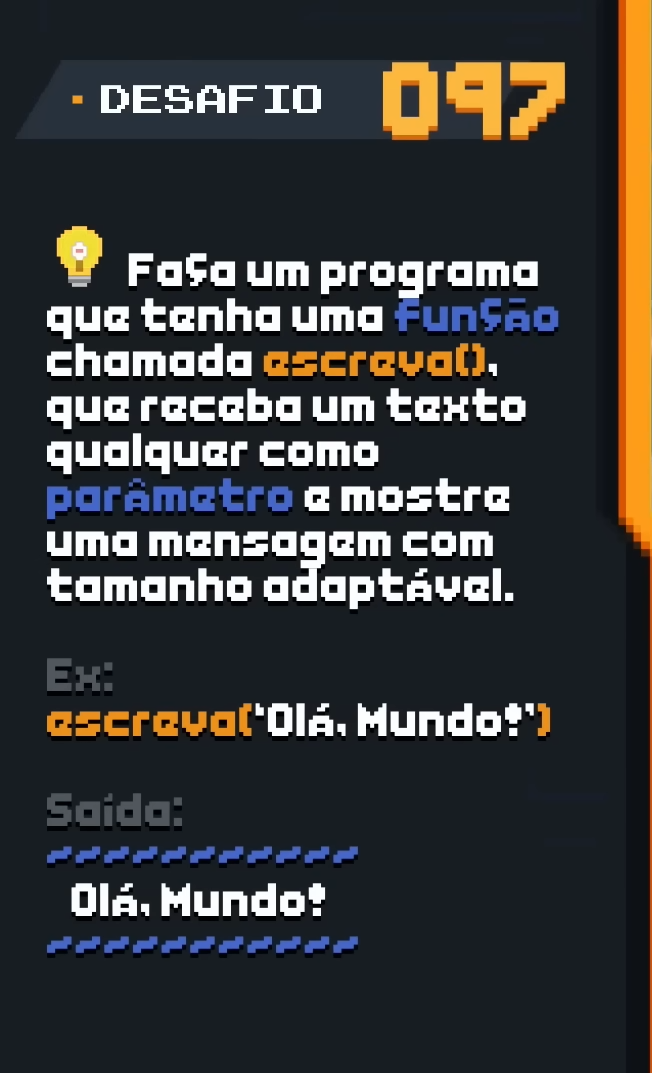 DESAFIO 097
Faça um programa
que tenha uma função
chamada escreva(),
que receba um texto
qualquer como
parâmetro e mostre
uma mensagem com
tamanho adaptável.
Ex:
escreva(‘Olá, Mundo!’)
Saída:
~~~~~~~~~~~
Olá, Mundo!
~~~~~~~~~~~